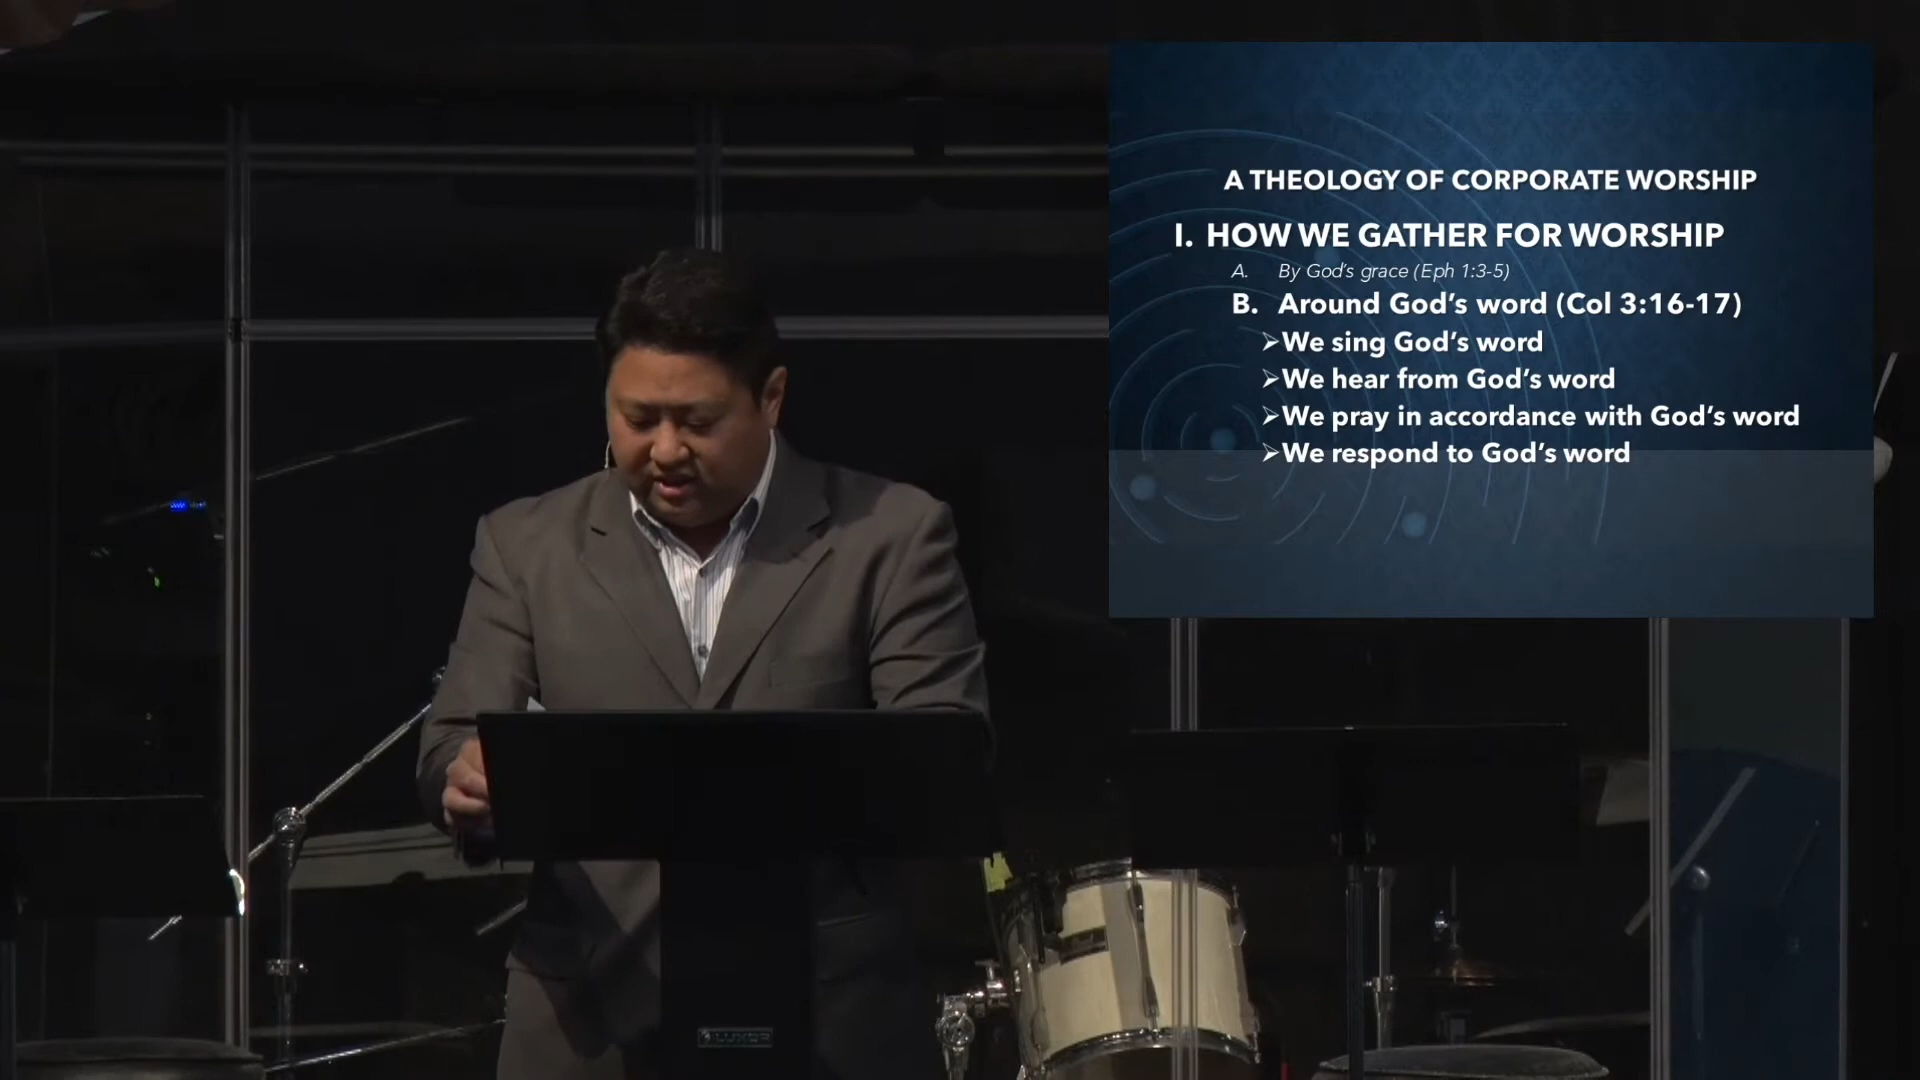 A THEOLOGY OF CORPORATE WORSHIP
I. HOW WE GATHER FOR WORSHIP
A. By God's grace (Eph 1:3-5)
B. Around God's word (Col 3:16-17)
➢We sing God's word
➢We hear from God's word
➢We pray in accordance with God's word
➢We respond to God's word
LUXOR